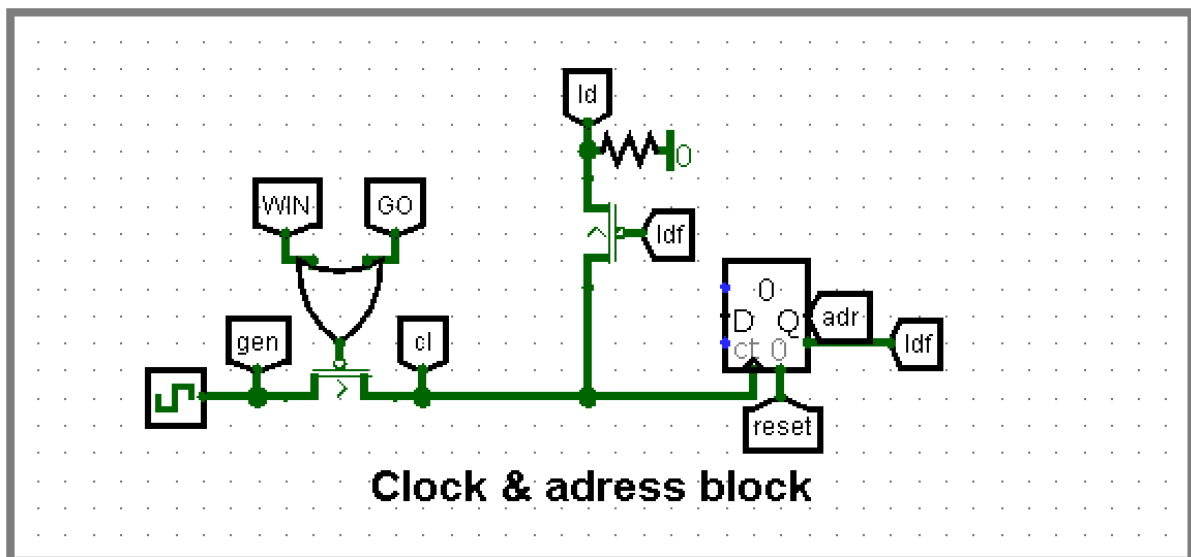 ld
0
WIN
GO
ldf
0
D
Q
adr
gen
cl
ct
0
ldf
reset
Clock & adress block